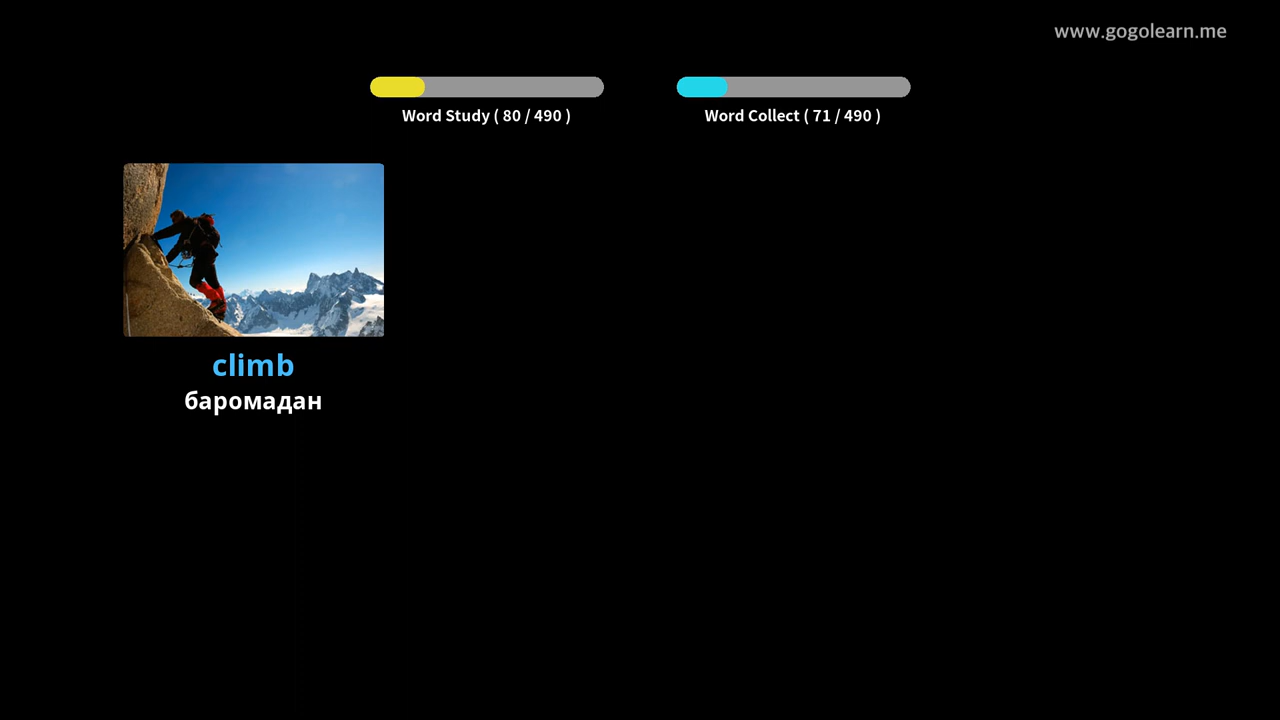 www.gogolearn.me
Word Study ( 80 / 490 )
Word Collect ( 71 / 490 )
climb
баромадан